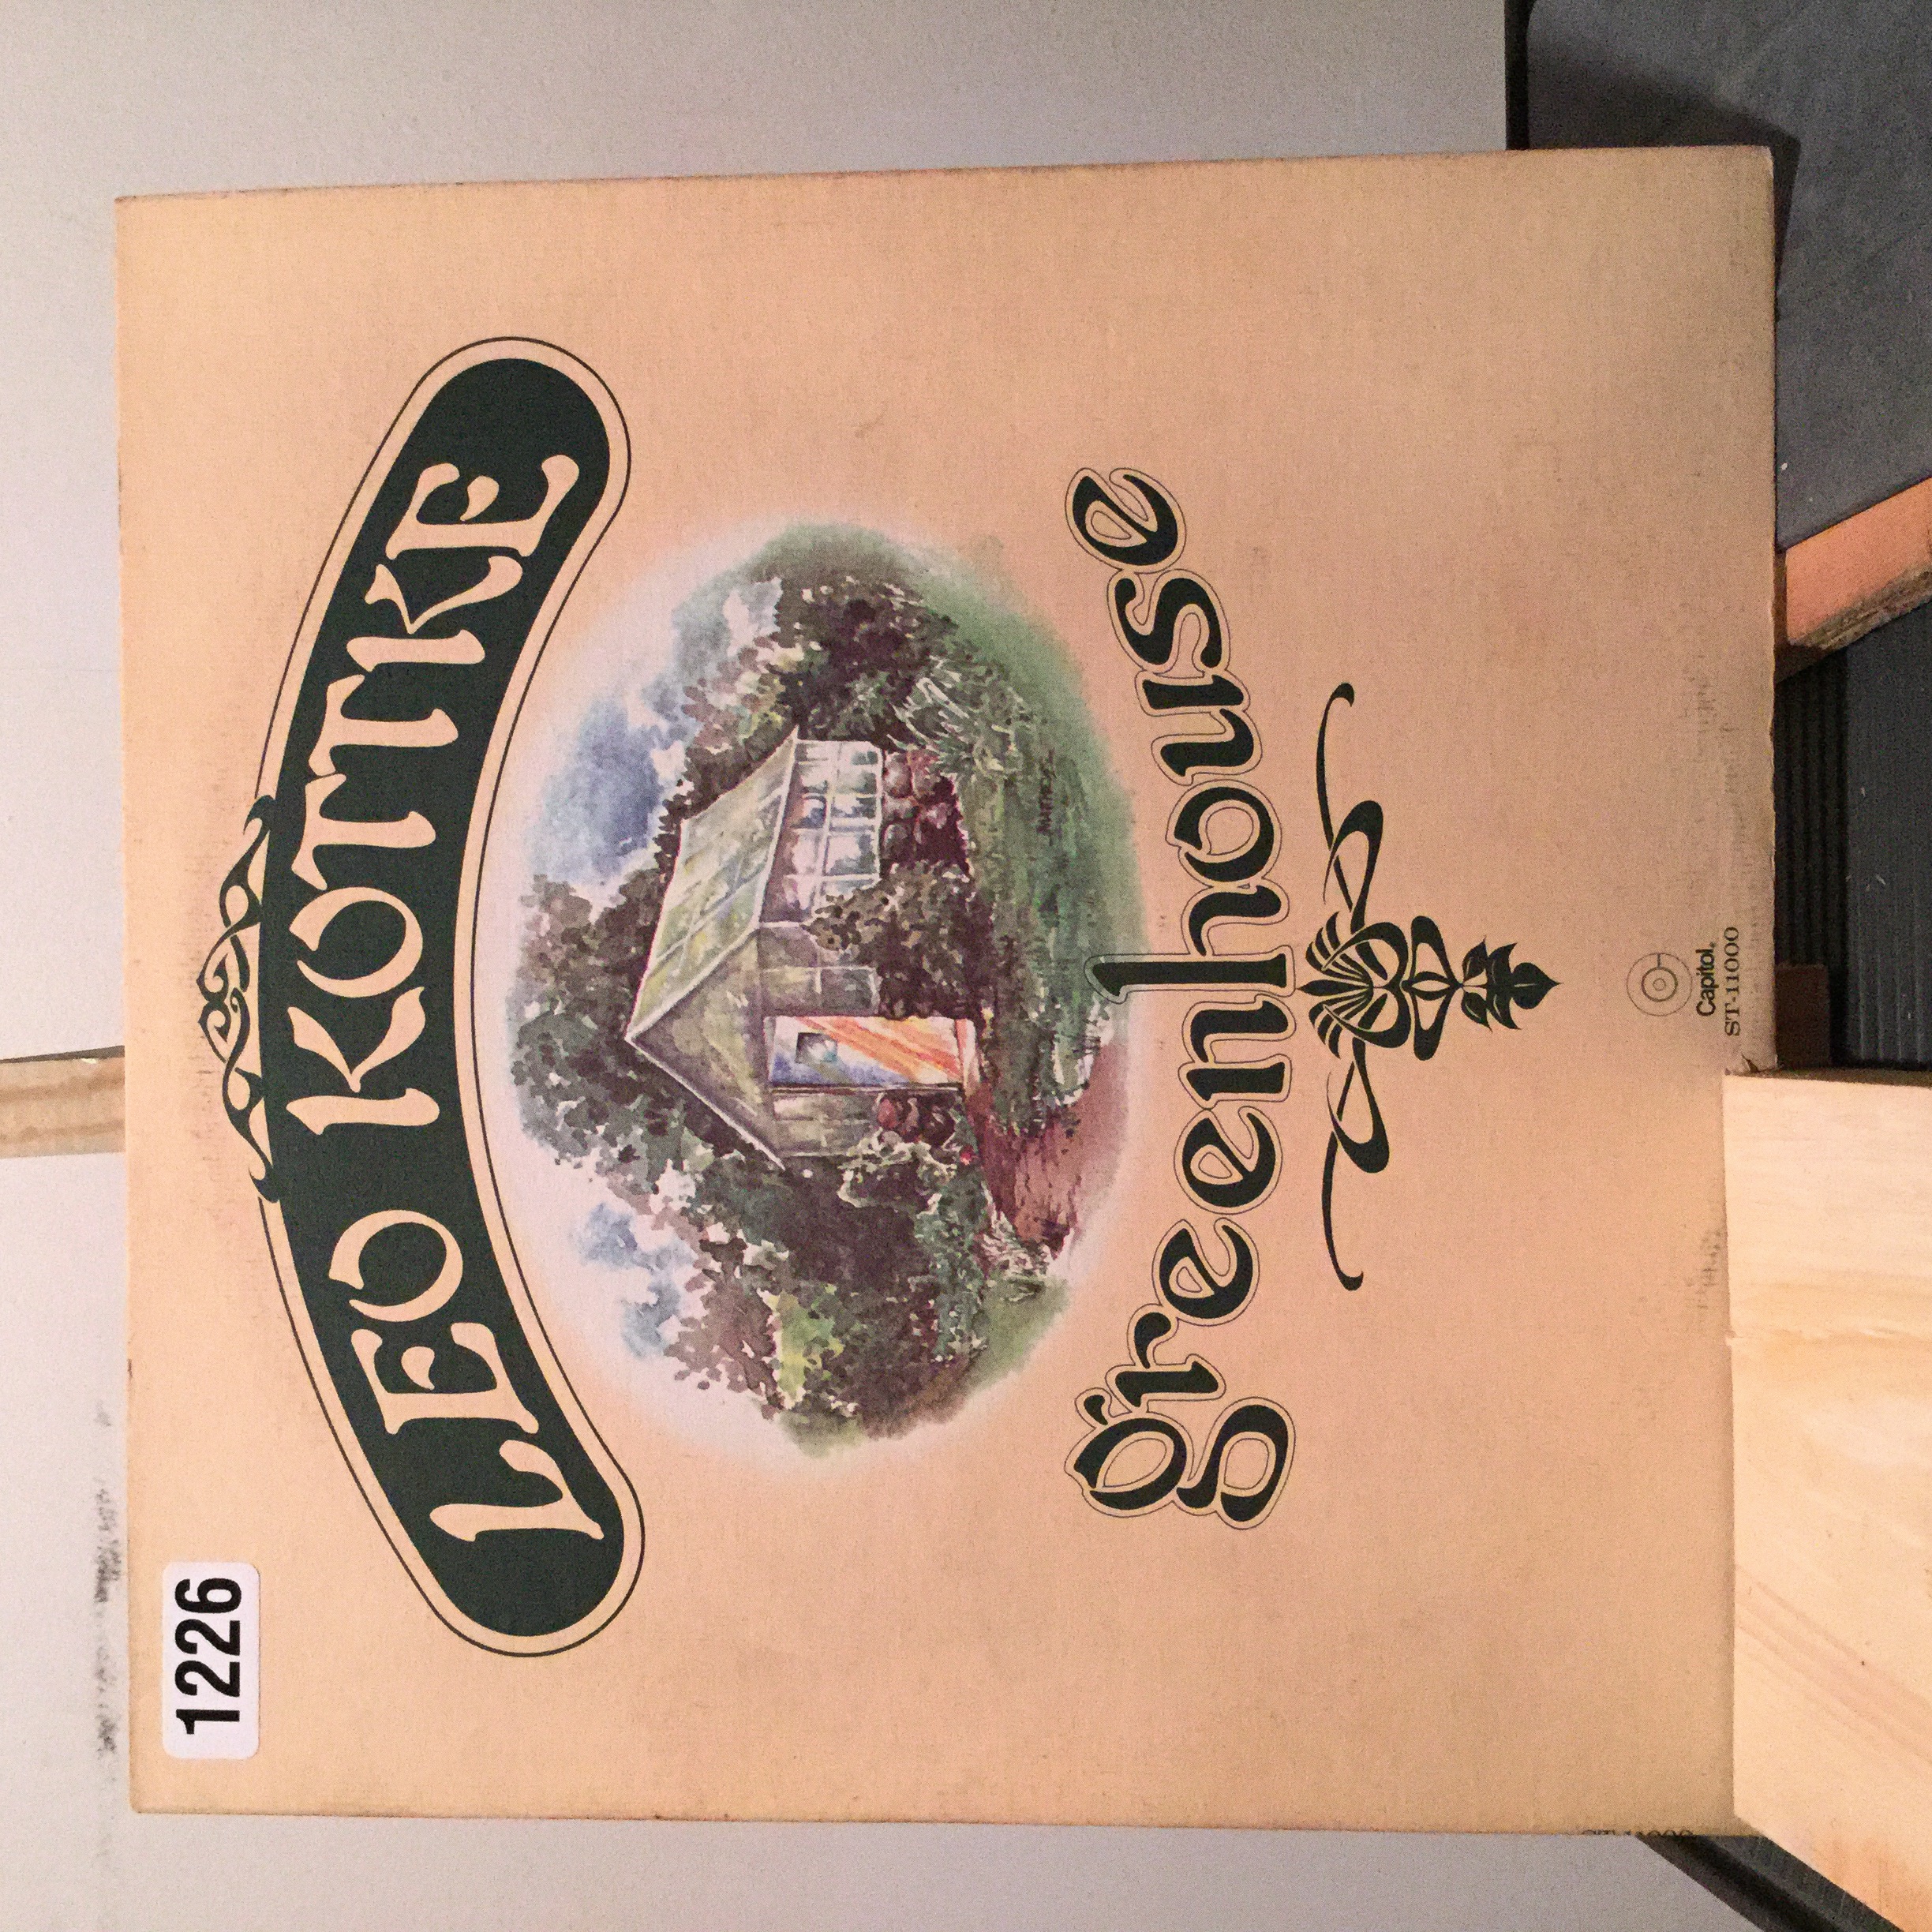 1226
LEO KOTTKE
greenhouse
Capitol®
ST-11000